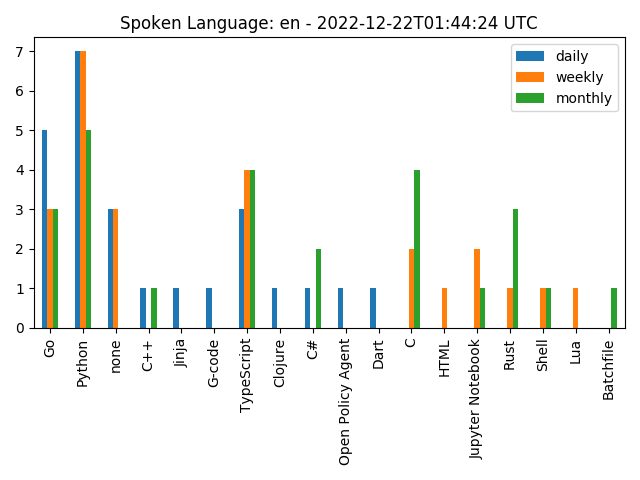 Spoken Language: en - 2022-12-22T01:44:24 UTC
daily
weekly
monthly
7
6
5
4
3
2
1
0
Go
Python
none
C++
Jinja
G-code
TypeScript
Clojure
C#
Open Policy Agent
Dart
C
HTML
Jupyter Notebook
Rust
Shell
Lua
Batchfile